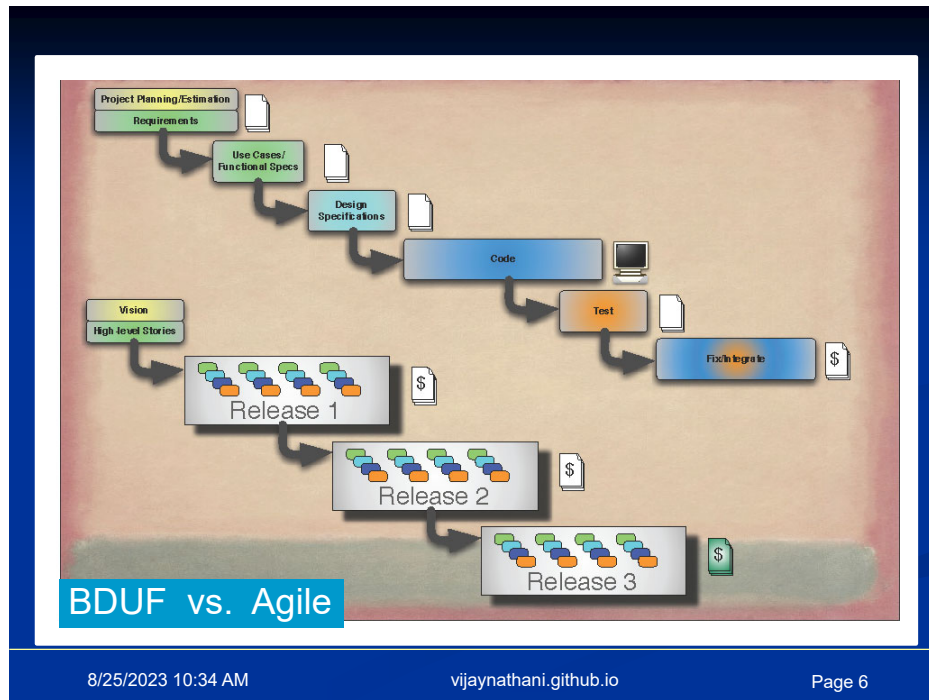 Project Planning/Estimation
Requirements
Use Cases/
Functional Specs
Design
Specifications
Code
Test
Fix/Integrate
$
Vision
High-level Stories
Release 1
$
Release 2
$
Release 3
$
BDUF vs. Agile
8/25/2023 10:34 AM
vijaynathani.github.io
Page 6